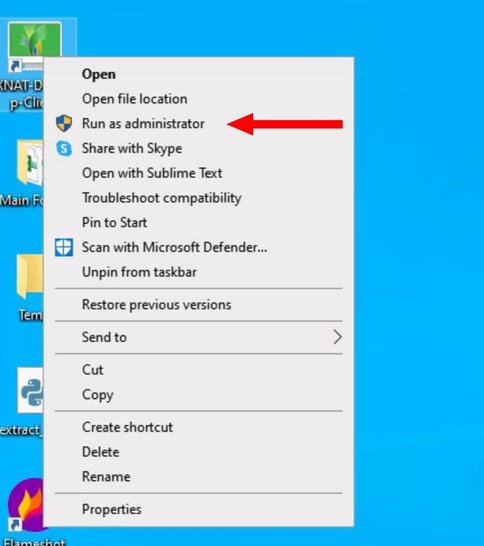 Open
Open file location
Run as administrator
Share with Skype
Open with Sublime Text
Troubleshoot compatibility
Pin to Start
Scan with Microsoft Defender...
Unpin from taskbar
Restore previous versions
Send to
Cut
Copy
Create shortcut
Delete
Rename
Properties
XNAT-D
p-Clie
Main Fo
Tem
extract_
Flameshot